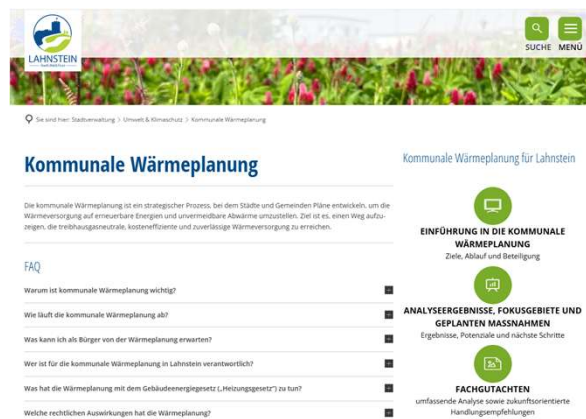 LAHNSTEIN
SUCHE MENÜ
Sie sind hier: Stadtverwaltung > Umwelt & Klimaschutz > Kommunale Wärmeplanung
Kommunale Wärmeplanung
Die kommunale Wärmeplanung ist ein strategischer Prozess, bei dem Städte und Gemeinden Pläne entwickeln, um die
Wärmeversorgung auf erneuerbare Energien und unvermeidbare Abwärme umzustellen. Ziel ist es, einen Weg aufzu-
zeigen, die treibhausgasneutrale, kosteneffiziente und zuverlässige Wärmeversorgung zu erreichen.
FAQ
Warum ist kommunale Wärmeplanung wichtig?
Wie läuft die kommunale Wärmeplanung ab?
Was kann ich als Bürger von der Wärmeplanung erwarten?
Wer ist für die kommunale Wärmeplanung in Lahnstein verantwortlich?
Was hat die Wärmeplanung mit dem Gebäudeenergiegesetz („Heizungsgesetz") zu tun?
Welche rechtlichen Auswirkungen hat die Wärmeplanung?
Kommunale Wärmeplanung für Lahnstein
EINFÜHRUNG IN DIE KOMMUNALE
WÄRMEPLANUNG
Ziele, Ablauf und Beteiligung
ANALYSEERGEBNISSE, FOKUSGEBIETE UND
GEPLANTEN MASSNAHMEN
Ergebnisse, Potenziale und nächste Schritte
FACHGUTACHTEN
umfassende Analyse sowie zukunftsorientierte
Handlungsempfehlungen